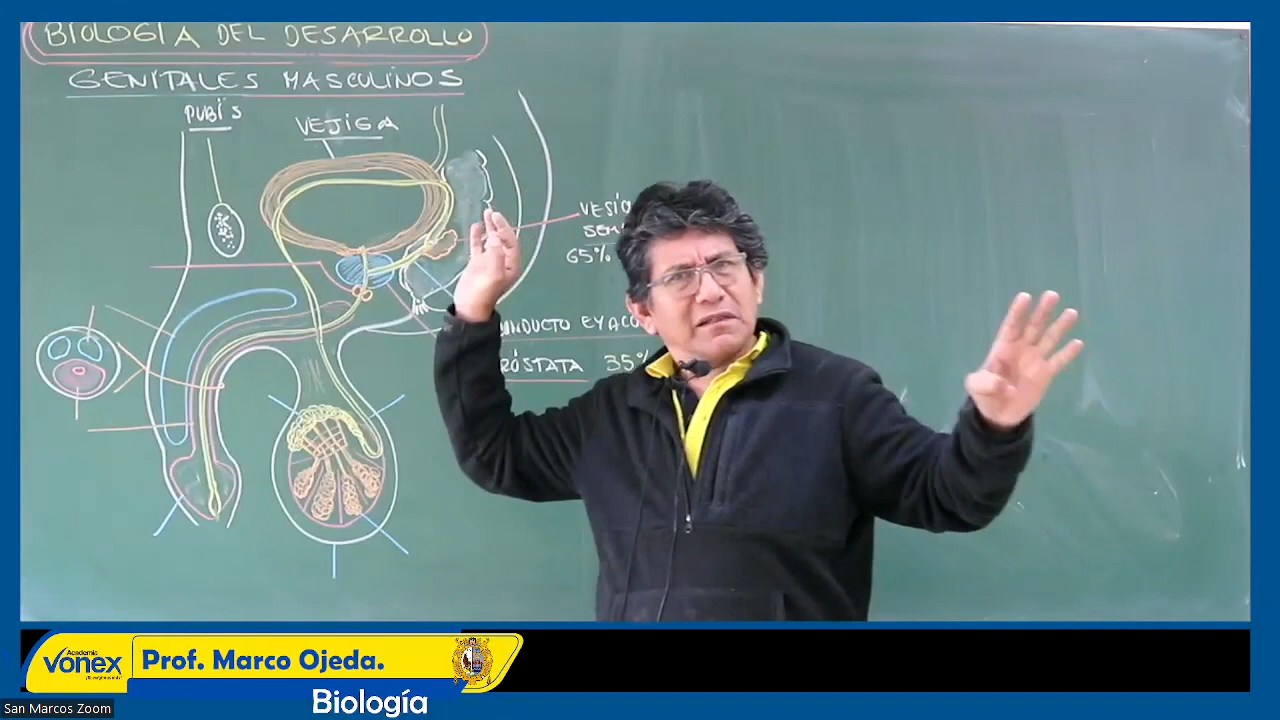 BIOLOGÍA DEL DESARROLLO
GENITALES MASCULINOS
PUBIS
VEJIGA
65%
PRÓSTATA 35%
Academia
vonex
Prof. Marco Ojeda.
Biología
San Marcos Zoom